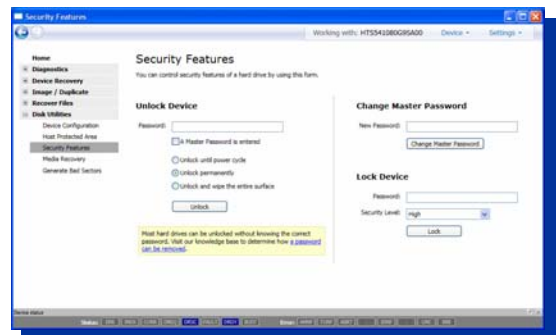 Security Features
Working with: HTS541080G9SA00 Device Settings
Home
Diagnostics
Device Recovery
Image / Duplicate
Recover Files
Disk Utilities
Device Configuration
Host Protected Area
Security Features
Media Recovery
Generate Bad Sectors
Security Features
You can control security features of a hard drive by using this form.
Unlock Device
Password:
A Master Password is entered
Unlock until power cycle
Unlock permanently
Unlock and wipe the entire surface
Unlock
Most hard drives can be unlocked without knowing the correct
password. Visit our knowledge base to determine how a password
can be removed.
Change Master Password
New Password:
Change Master Password
Lock Device
Password:
Security Level: High
Lock
Device status
Status:
Error: